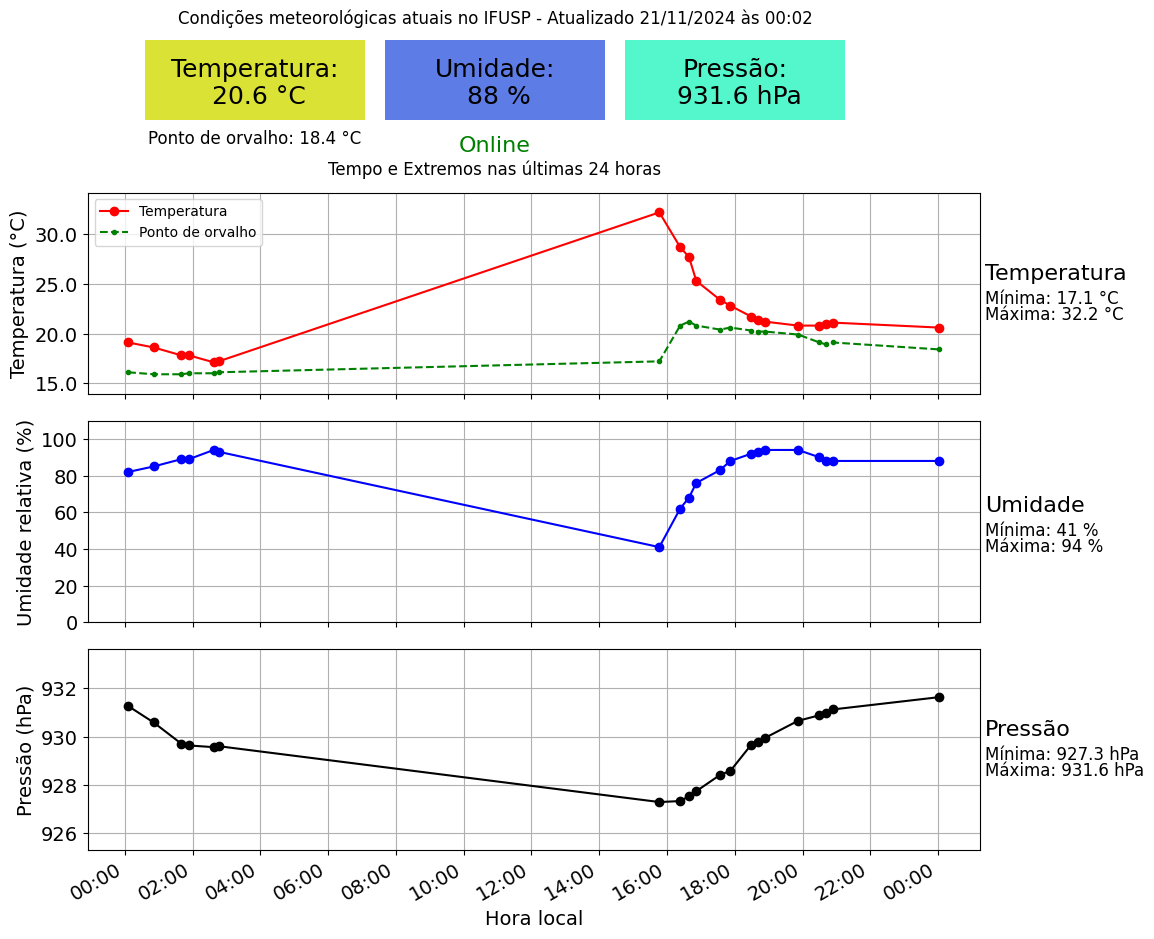 Condições meteorológicas atuais no IFUSP - Atualizado 21/11/2024 às 00:02
Temperatura:
20.6 °C
Umidade:
88 %
Pressão:
931.6 hPa
Ponto de orvalho: 18.4 °C
Online
Tempo e Extremos nas últimas 24 horas
Temperatura (°C)
30.0
25.0
20.0
15.0
Temperatura
Ponto de orvalho
Temperatura
Mínima: 17.1 °C
Máxima: 32.2 °C
Umidade relativa (%)
100
80
60
40
20
0
Umidade
Mínima: 41 %
Máxima: 94 %
Pressão (hPa)
932
930
928
926
Pressão
Mínima: 927.3 hPa
Máxima: 931.6 hPa
00:00 02:00 04:00 06:00 08:00 10:00 12:00 14:00 16:00 18:00 20:00 22:00 00:00
Hora local